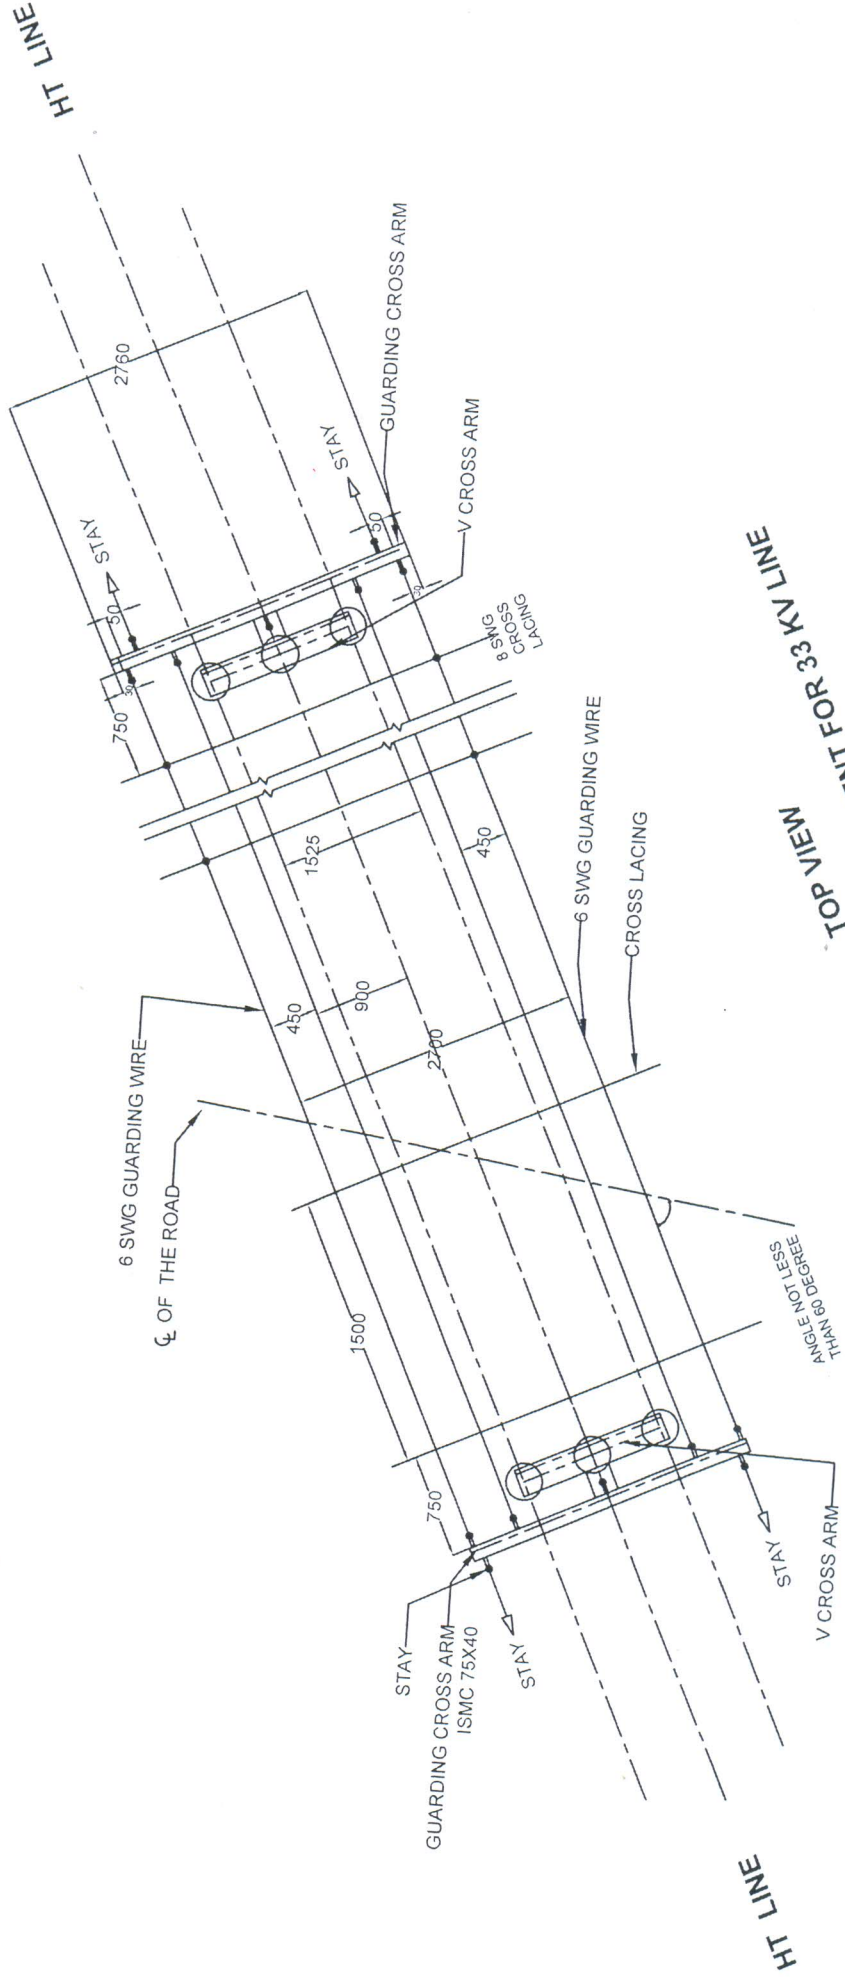 HT LINE
2760
GUARDING CROSS ARM
STAY
STAY
50
50
V CROSS ARM
30
30
750
8 SWG
CROSS
LACING
1525
450
6 SWG GUARDING WIRE
6 SWG GUARDING WIRE
450
900
CROSS LACING
2700
℄ OF THE ROAD
TOP VIEW
FOR 33 KV LINE
1500
ANGLE NOT LESS
THAN 60 DEGREE
750
STAY
GUARDING CROSS ARM
ISMC 75X40
STAY
STAY
V CROSS ARM
HT LINE